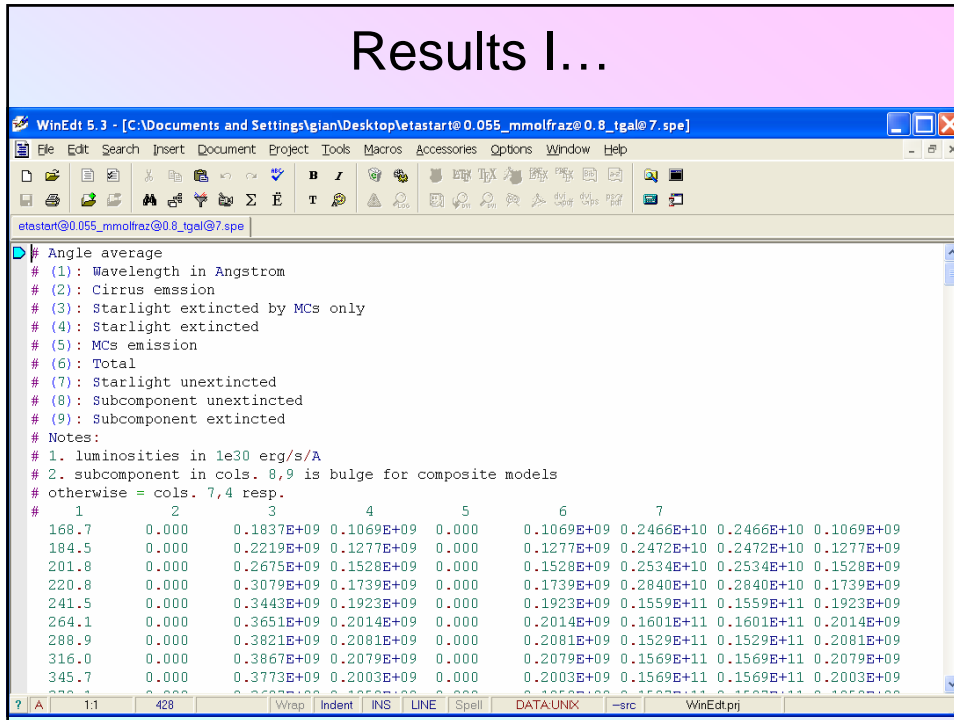 Results I…
WinEdt 5.3 - [C:\Documents and Settings\gian\Desktop\etastart@0.055_mmolfraz@0.8_tgal@7.spe]
File Edit Search Insert Document Project Tools Macros Accessories Options Window Help
etastart@0.055_mmolfraz@0.8_tgal@7.spe
# Angle average
# (1): Wavelength in Angstrom
# (2): Cirrus emssion
# (3): Starlight extincted by MCs only
# (4): Starlight extincted
# (5): MCs emission
# (6): Total
# (7): Starlight unextincted
# (8): Subcomponent unextincted
# (9): Subcomponent extincted
# Notes:
# 1. luminosities in 1e30 erg/s/A
# 2. subcomponent in cols. 8,9 is bulge for composite models
# otherwise = cols. 7,4 resp.
# 1 2 3 4 5 6 7
168.7 0.000 0.1837E+09 0.1069E+09 0.000 0.1069E+09 0.2466E+10 0.2466E+10 0.1069E+09
184.5 0.000 0.2219E+09 0.1277E+09 0.000 0.1277E+09 0.2472E+10 0.2472E+10 0.1277E+09
201.8 0.000 0.2675E+09 0.1528E+09 0.000 0.1528E+09 0.2534E+10 0.2534E+10 0.1528E+09
220.8 0.000 0.3079E+09 0.1739E+09 0.000 0.1739E+09 0.2840E+10 0.2840E+10 0.1739E+09
241.5 0.000 0.3443E+09 0.1923E+09 0.000 0.1923E+09 0.1559E+11 0.1559E+11 0.1923E+09
264.1 0.000 0.3651E+09 0.2014E+09 0.000 0.2014E+09 0.1601E+11 0.1601E+11 0.2014E+09
288.9 0.000 0.3821E+09 0.2081E+09 0.000 0.2081E+09 0.1529E+11 0.1529E+11 0.2081E+09
316.0 0.000 0.3867E+09 0.2079E+09 0.000 0.2079E+09 0.1569E+11 0.1569E+11 0.2079E+09
345.7 0.000 0.3773E+09 0.2003E+09 0.000 0.2003E+09 0.1569E+11 0.1569E+11 0.2003E+09
? A 1:1 428 Wrap Indent INS LINE Spell DATA:UNIX --src WinEdt.prj